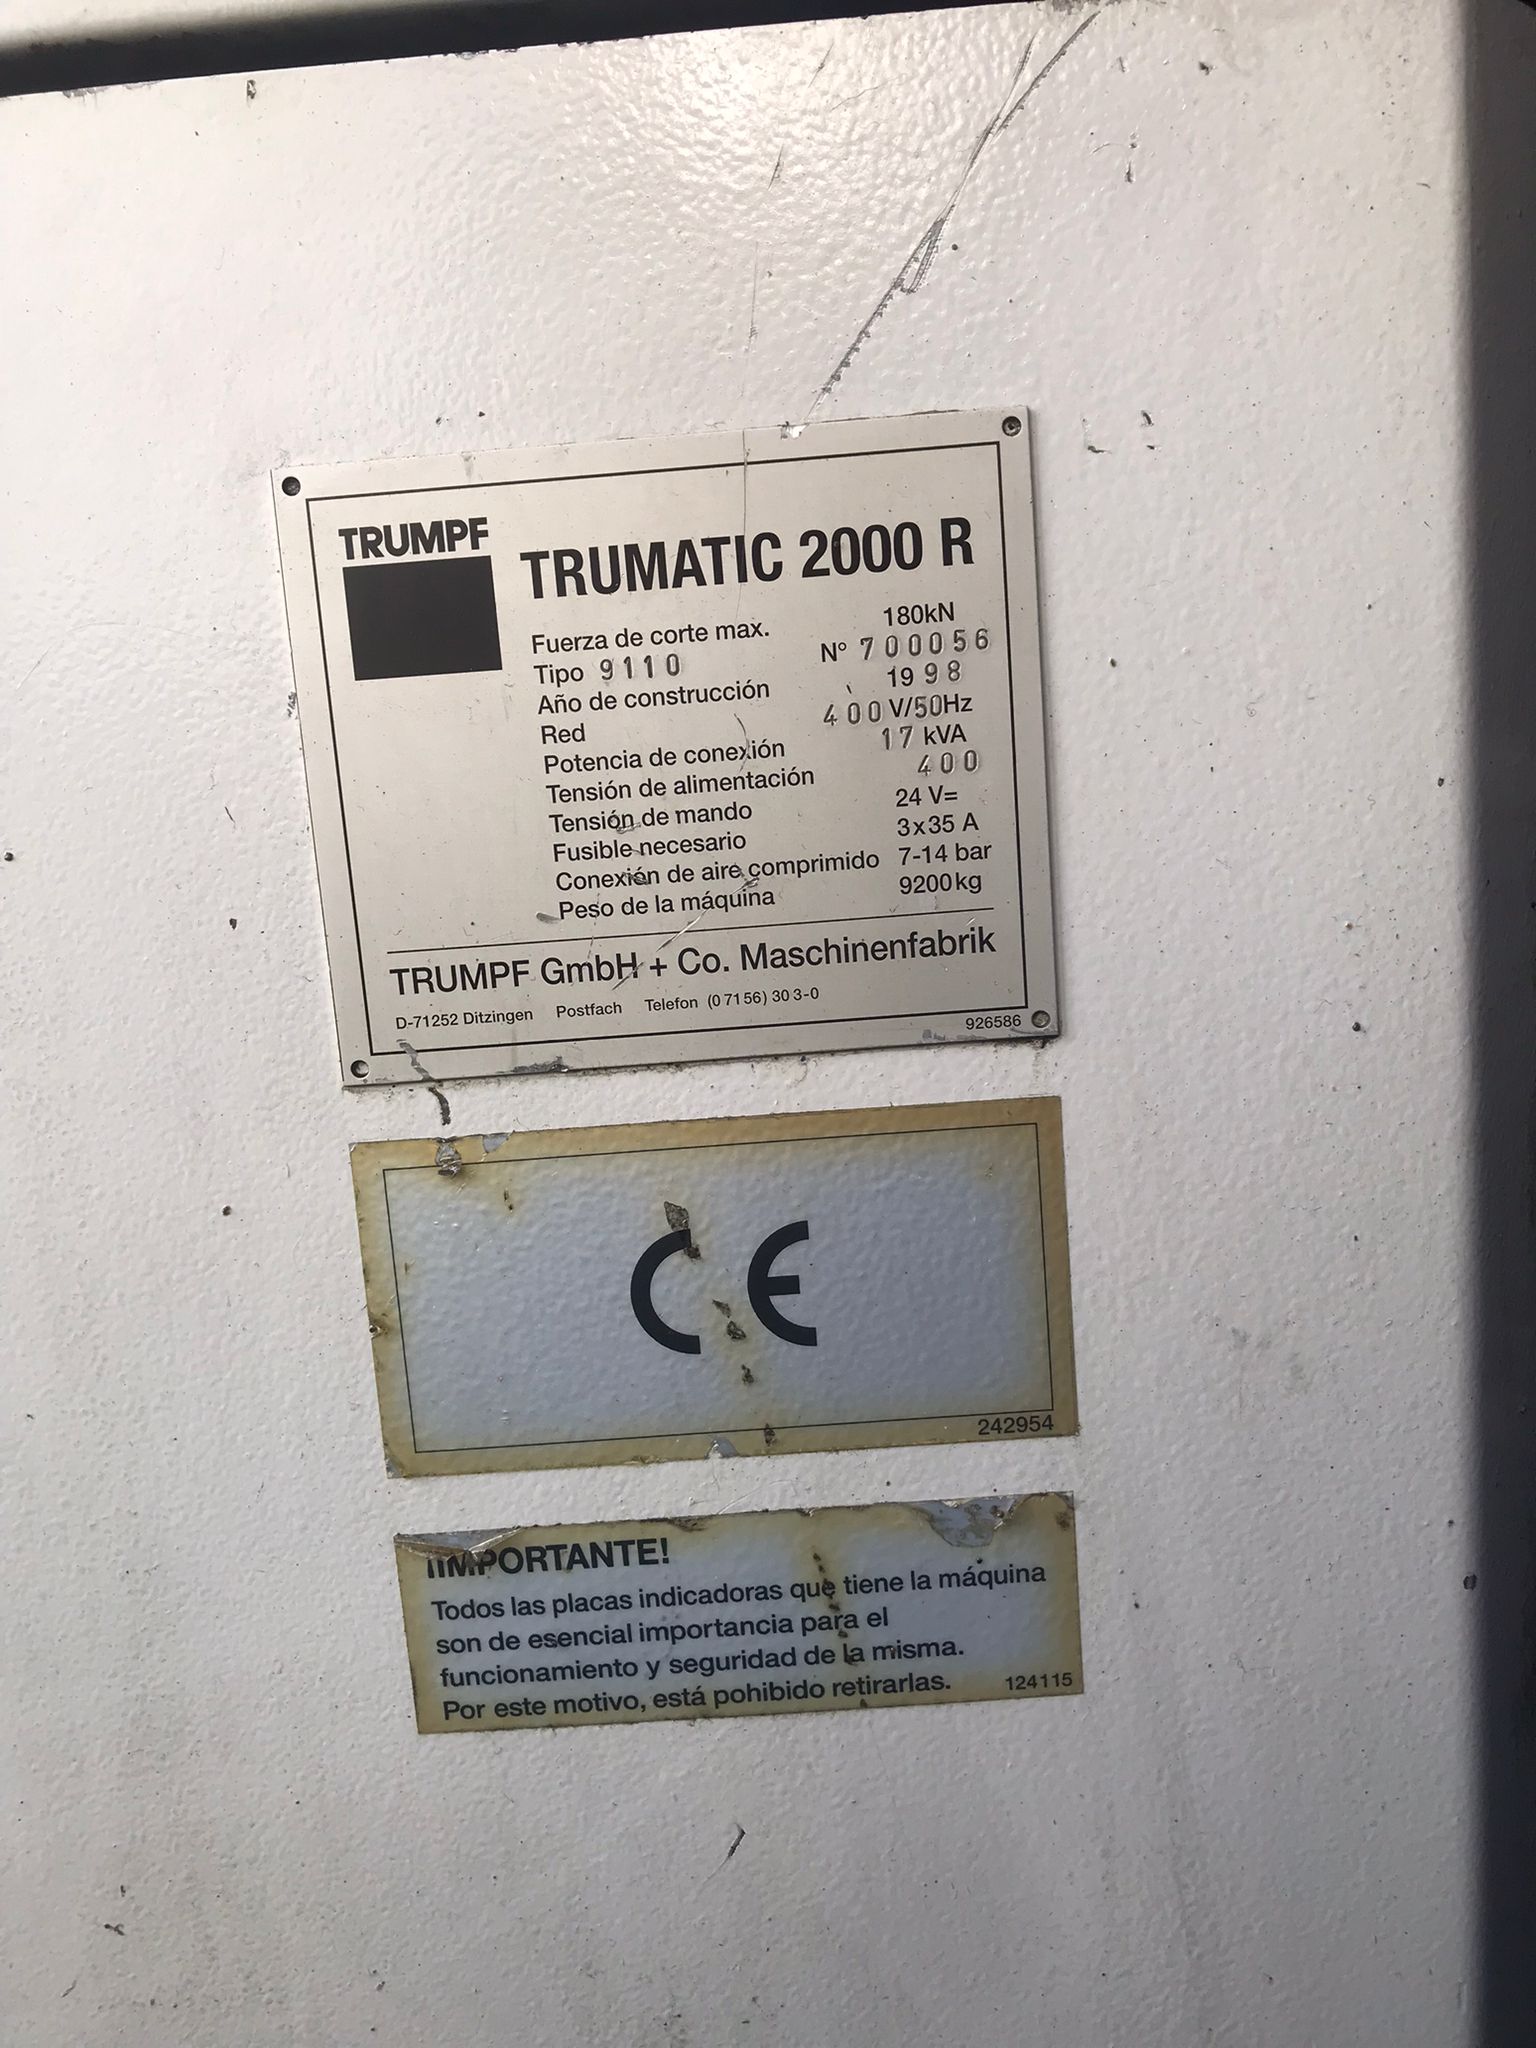 TRUMPF
TRUMATIC 2000 R
Fuerza de corte max. 180kN
Tipo 9110 N° 700056
Año de construcción 1998
Red 400V/50Hz
Potencia de conexión 17 kVA
Tensión de alimentación 400
Tensión de mando 24 V=
Fusible necesario 3x35 A
Conexión de aire comprimido 7-14 bar
Peso de la máquina 9200kg
TRUMPF GmbH + Co. Maschinenfabrik
D-71252 Ditzingen Postfach Telefon (0 71 56) 30 3-0
926586
CE
242954
¡IMPORTANTE!
Todos las placas indicadoras que tiene la máquina
son de esencial importancia para el
funcionamiento y seguridad de la misma.
Por este motivo, está pohibido retirarlas. 124115